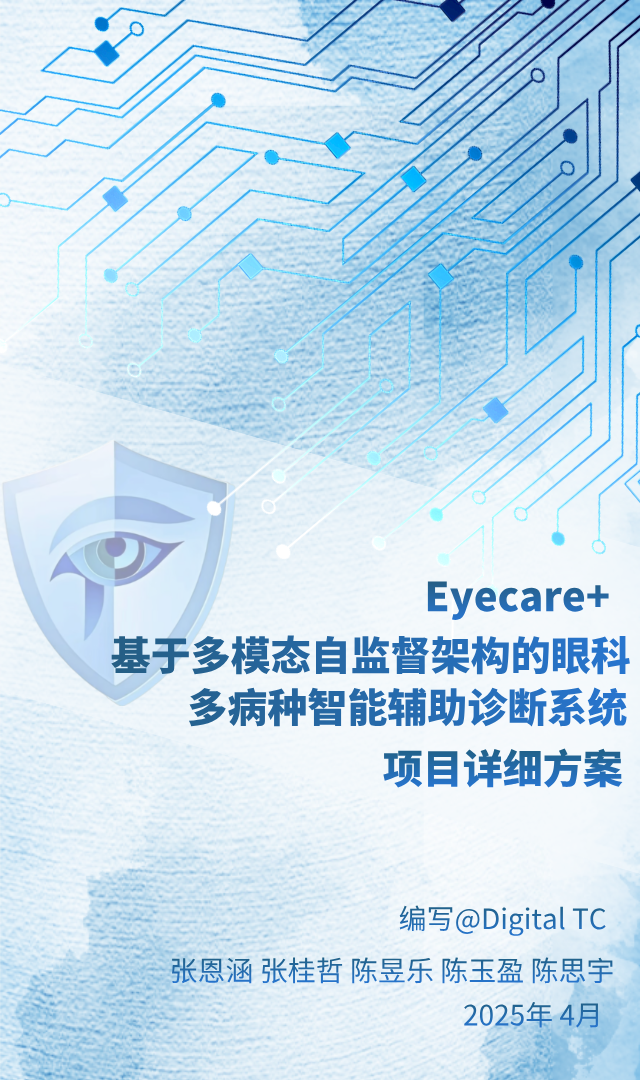 Eyecare+
基于多模态自监督架构的眼科
多病种智能辅助诊断系统
项目详细方案
编写@Digital TC
张恩涵 张桂哲 陈昱乐 陈玉盈 陈思宇
2025年 4月